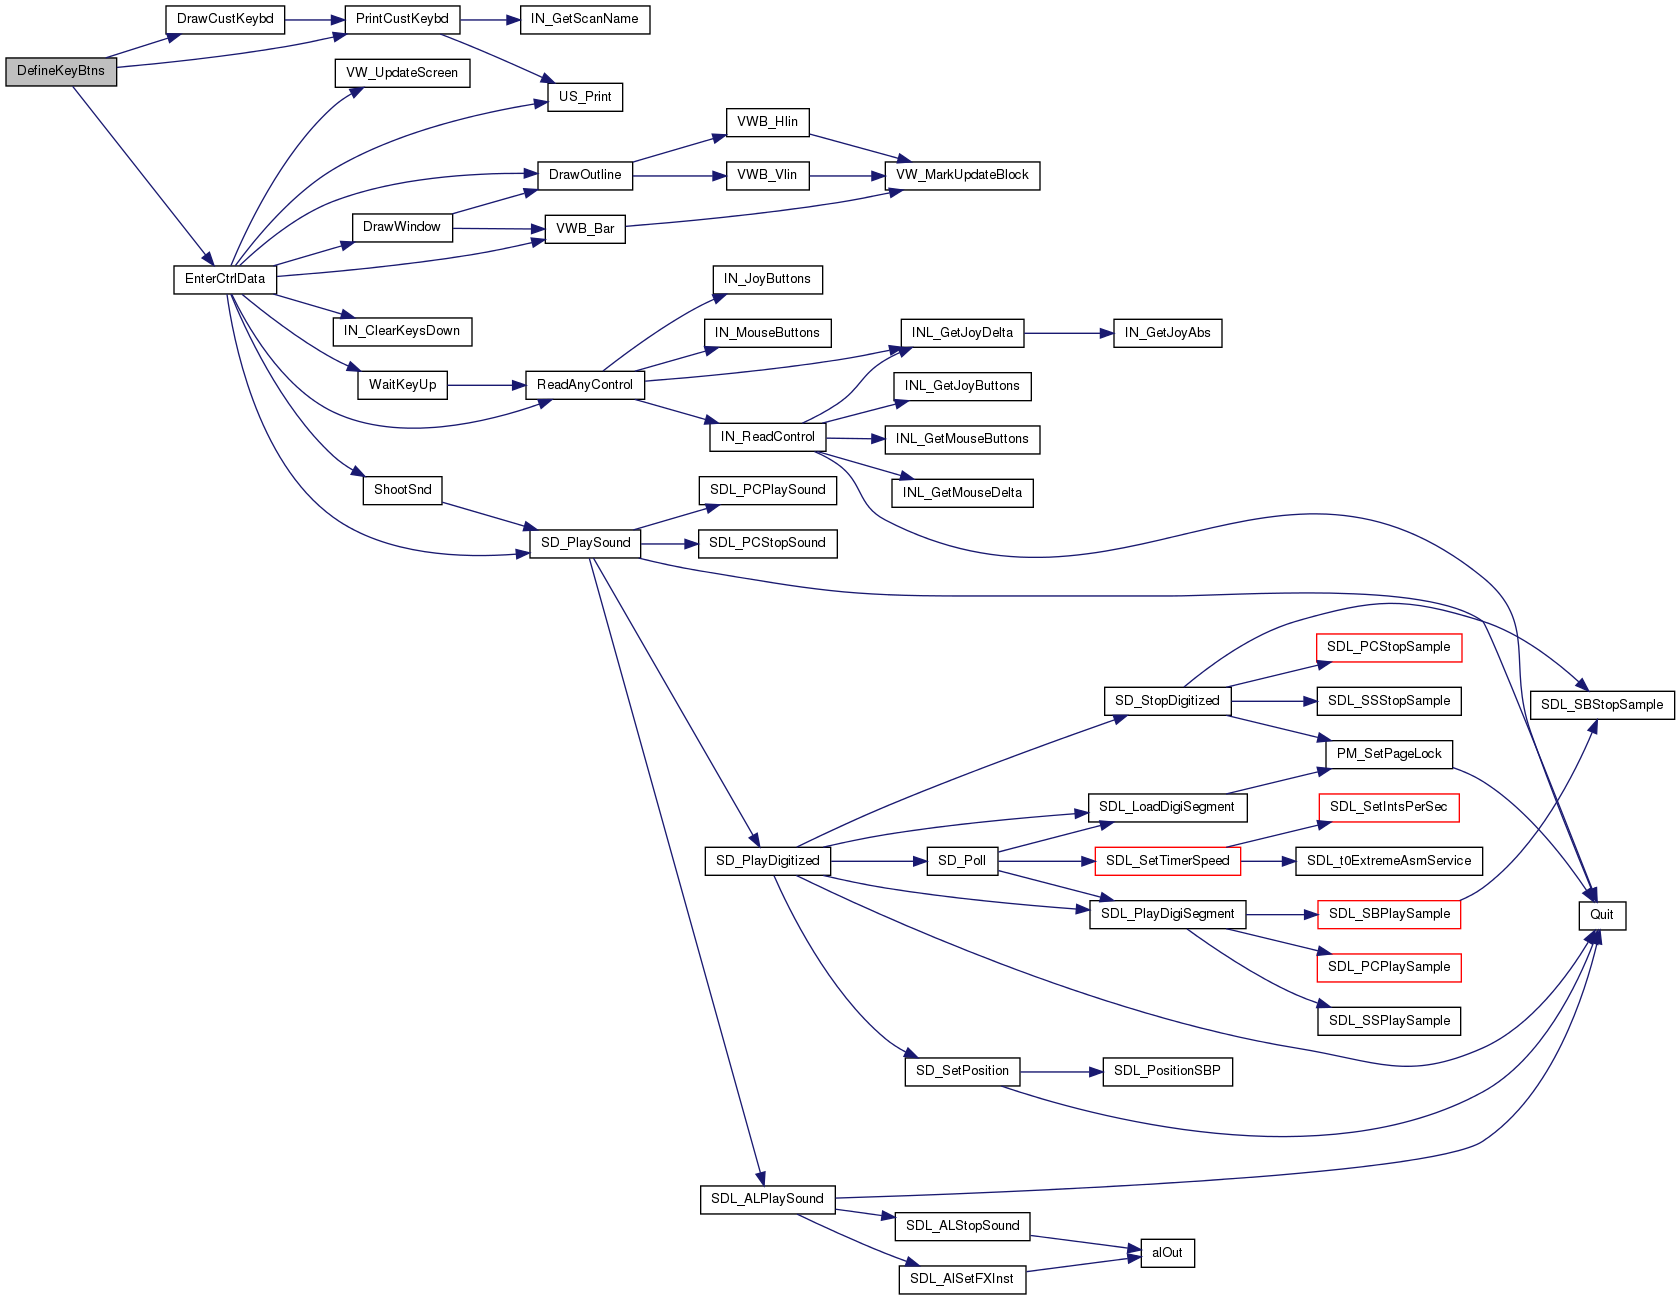 DrawCustKeybd
PrintCustKeybd
IN_GetScanName
DefineKeyBtns
VW_UpdateScreen
US_Print
VWB_Hlin
DrawOutline
VWB_Vlin
VW_MarkUpdateBlock
DrawWindow
VWB_Bar
EnterCtrlData
IN_JoyButtons
IN_ClearKeysDown
IN_MouseButtons
INL_GetJoyDelta
IN_GetJoyAbs
WaitKeyUp
ReadAnyControl
INL_GetJoyButtons
IN_ReadControl
INL_GetMouseButtons
ShootSnd
SDL_PCPlaySound
INL_GetMouseDelta
SD_PlaySound
SDL_PCStopSound
SDL_PCStopSample
SD_StopDigitized
SDL_SSStopSample
SDL_SBStopSample
PM_SetPageLock
SDL_LoadDigiSegment
SDL_SetIntsPerSec
SD_PlayDigitized
SD_Poll
SDL_SetTimerSpeed
SDL_t0ExtremeAsmService
SDL_PlayDigiSegment
SDL_SBPlaySample
Quit
SDL_PCPlaySample
SDL_SSPlaySample
SD_SetPosition
SDL_PositionSBP
SDL_ALPlaySound
SDL_ALStopSound
alOut
SDL_AlSetFXInst